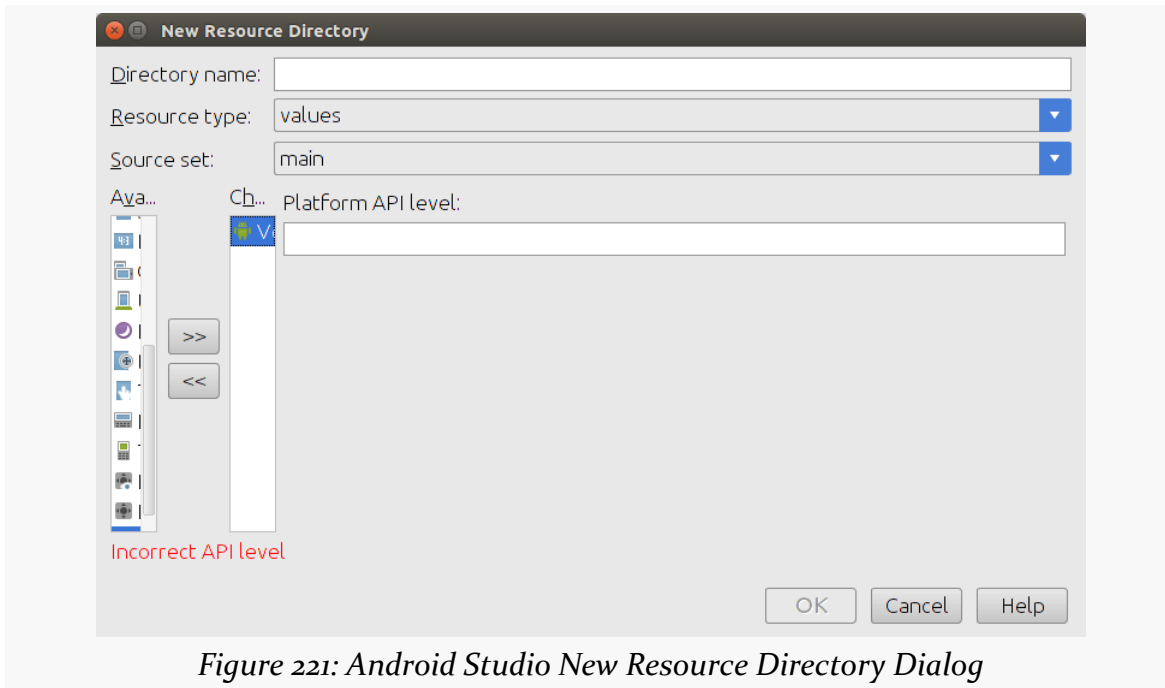 New Resource Directory
Directory name:
Resource type: values
Source set: main
Ava... Ch... Platform API level:
>>
<<
Incorrect API level
OK Cancel Help
Figure 221: Android Studio New Resource Directory Dialog